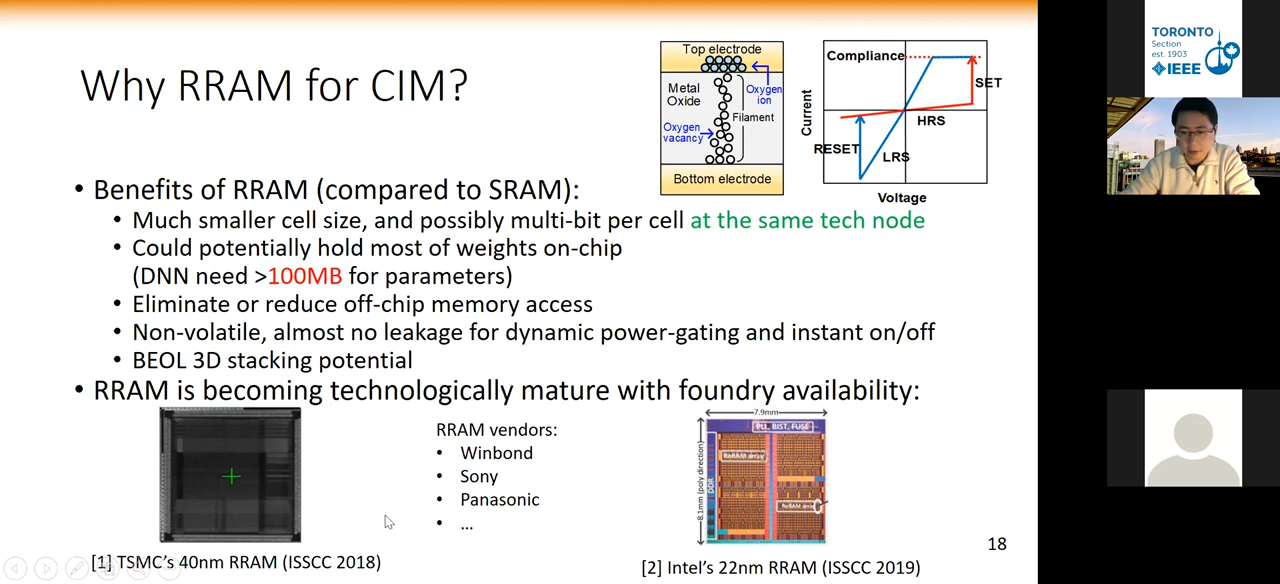 Why RRAM for CIM?
Top electrode
Metal
Oxide
Oxygen
ion
Filament
Oxygen
vacancy
Bottom electrode
Current
Compliance
SET
HRS
RESET
LRS
Voltage
• Benefits of RRAM (compared to SRAM):
• Much smaller cell size, and possibly multi-bit per cell at the same tech node
• Could potentially hold most of weights on-chip
(DNN need >100MB for parameters)
• Eliminate or reduce off-chip memory access
• Non-volatile, almost no leakage for dynamic power-gating and instant on/off
• BEOL 3D stacking potential
• RRAM is becoming technologically mature with foundry availability:
RRAM vendors:
• Winbond
• Sony
• Panasonic
• ...
7.9mm
8.1mm (poly direction)
PLL, BIST, FUSE
ReRAM array
ReRAM array
[1] TSMC's 40nm RRAM (ISSCC 2018)
[2] Intel's 22nm RRAM (ISSCC 2019)
18
TORONTO
Section
est. 1903
IEEE